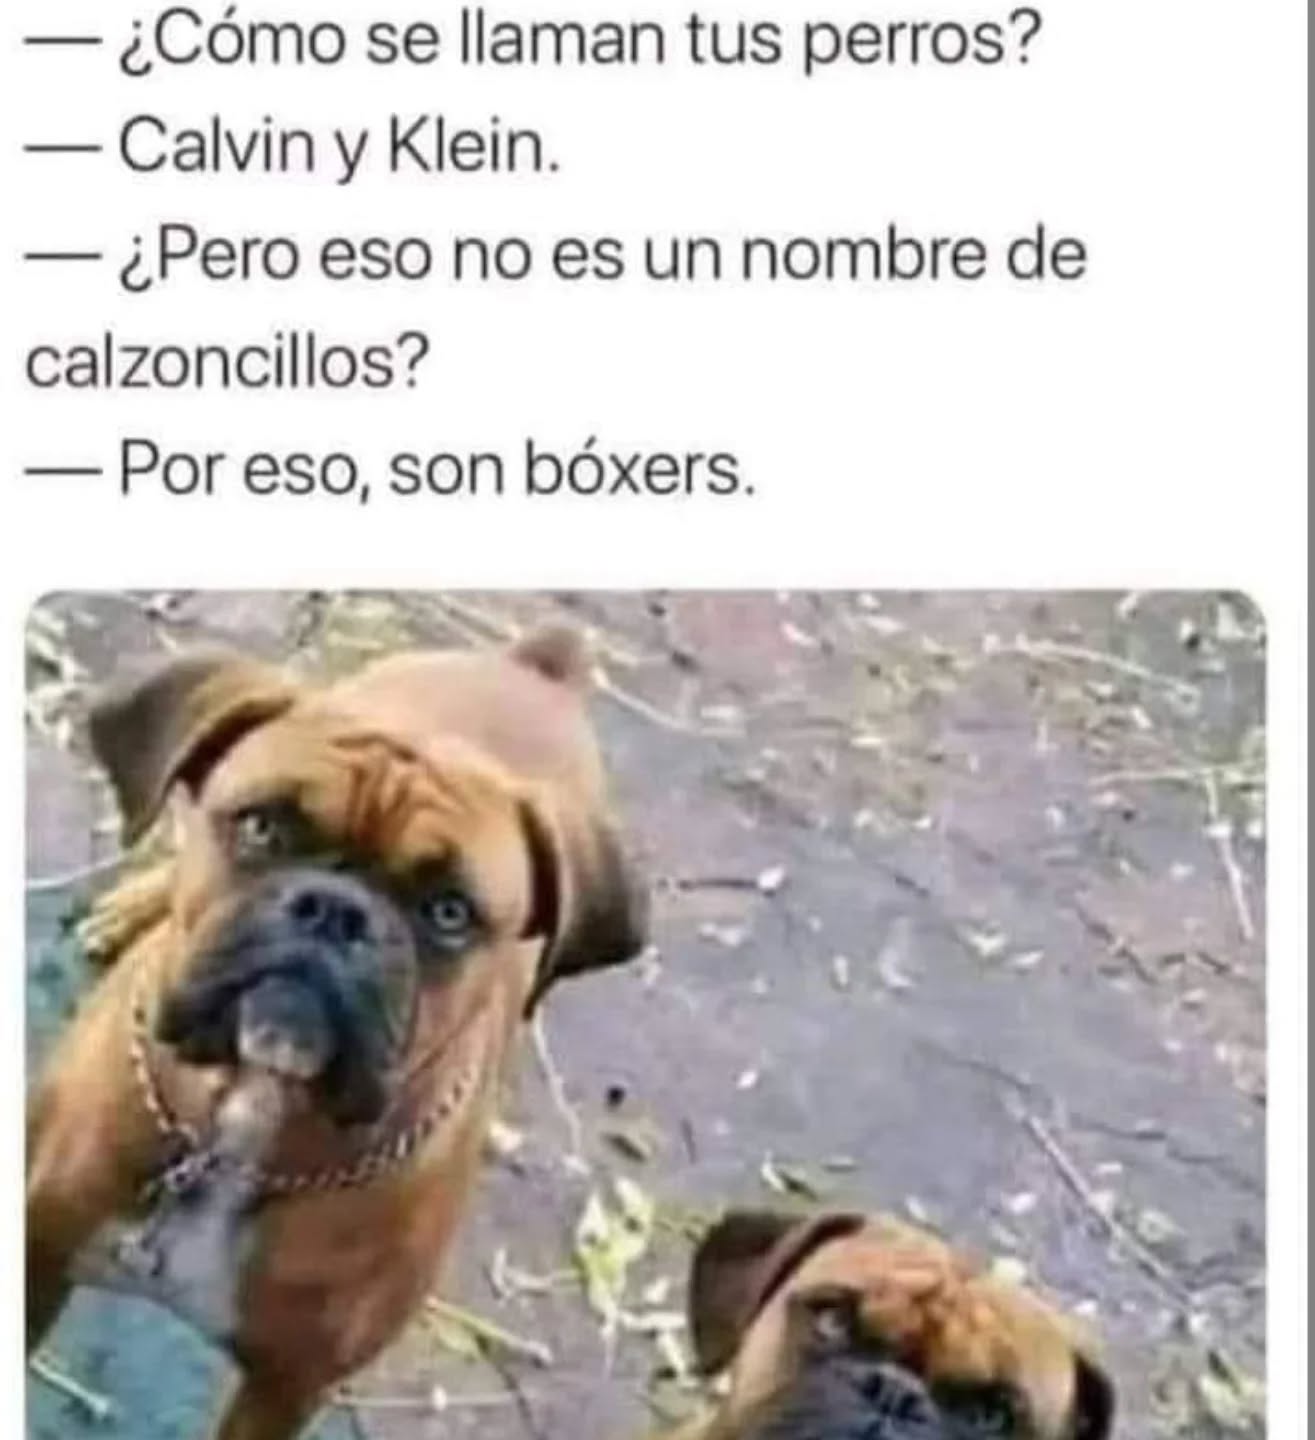 — ¿Cómo se llaman tus perros?
— Calvin y Klein.
— ¿Pero eso no es un nombre de
calzoncillos?
— Por eso, son bóxers.